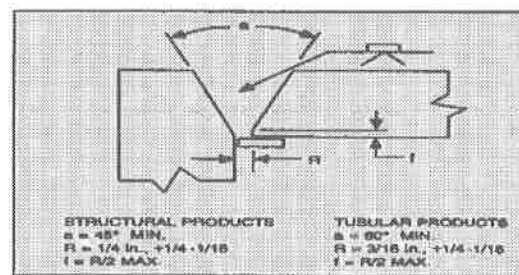 a
R
f
STRUCTURAL PRODUCTS
a = 45° MIN.
R = 1/4 in., +1/4 -1/16
f = R/2 MAX.
TUBULAR PRODUCTS
a = 60° MIN.
R = 3/16 in., +1/4 -1/16
f = R/2 MAX.